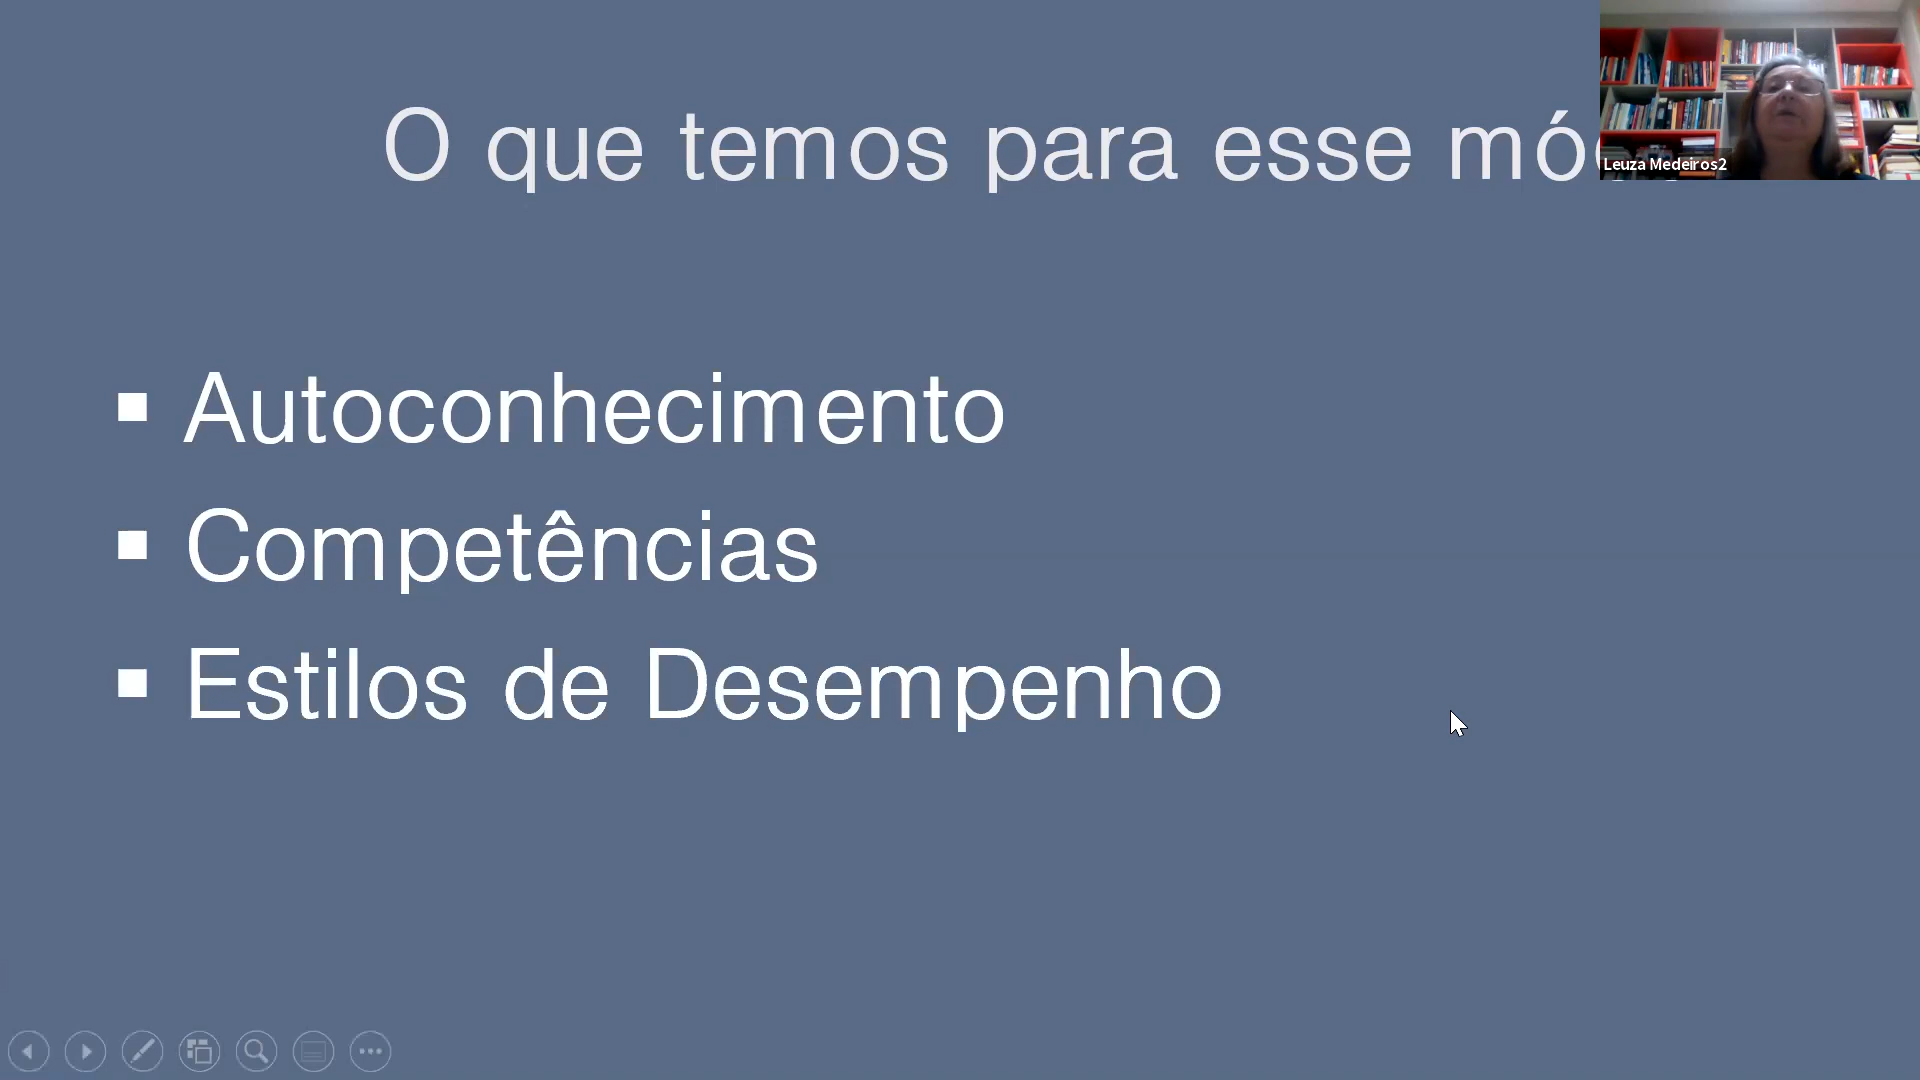 O que temos para esse mó
Leuza Medeiros2
Autoconhecimento
Competências
Estilos de Desempenho